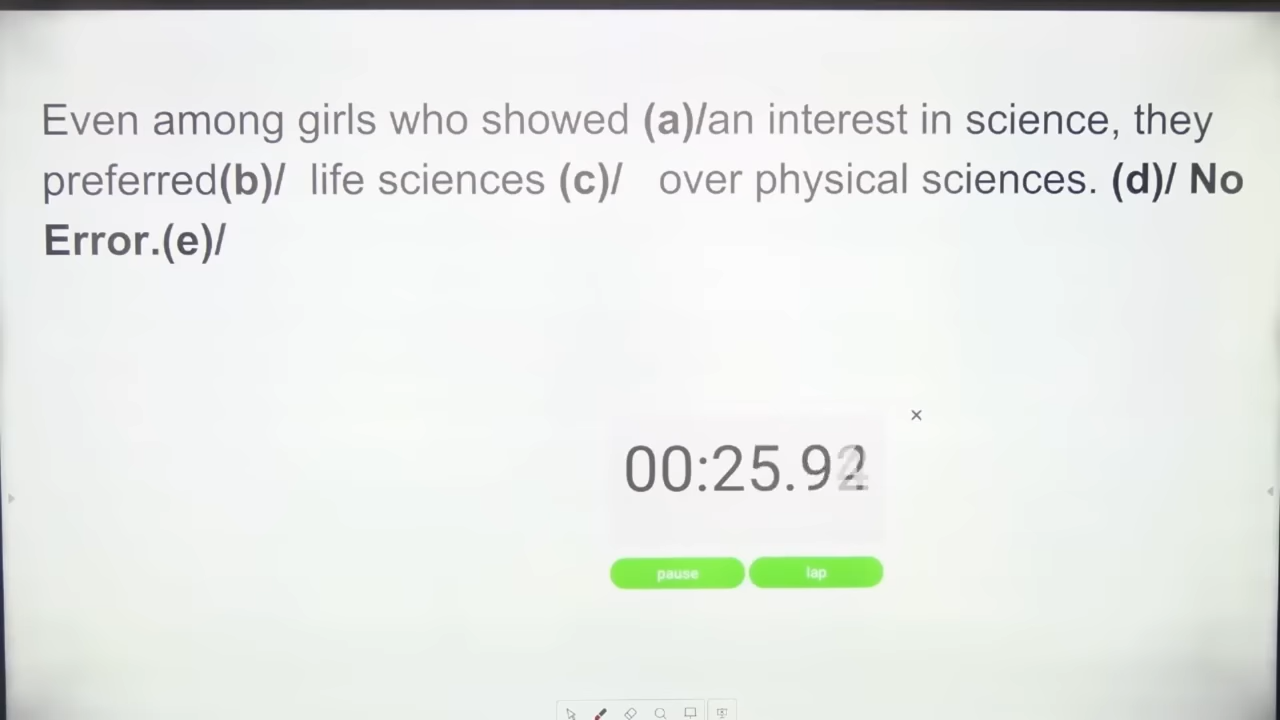 Even among girls who showed (a)/an interest in science, they
preferred(b)/ life sciences (c)/ over physical sciences. (d)/ No
Error.(e)/
×
00:25.9
pause lap